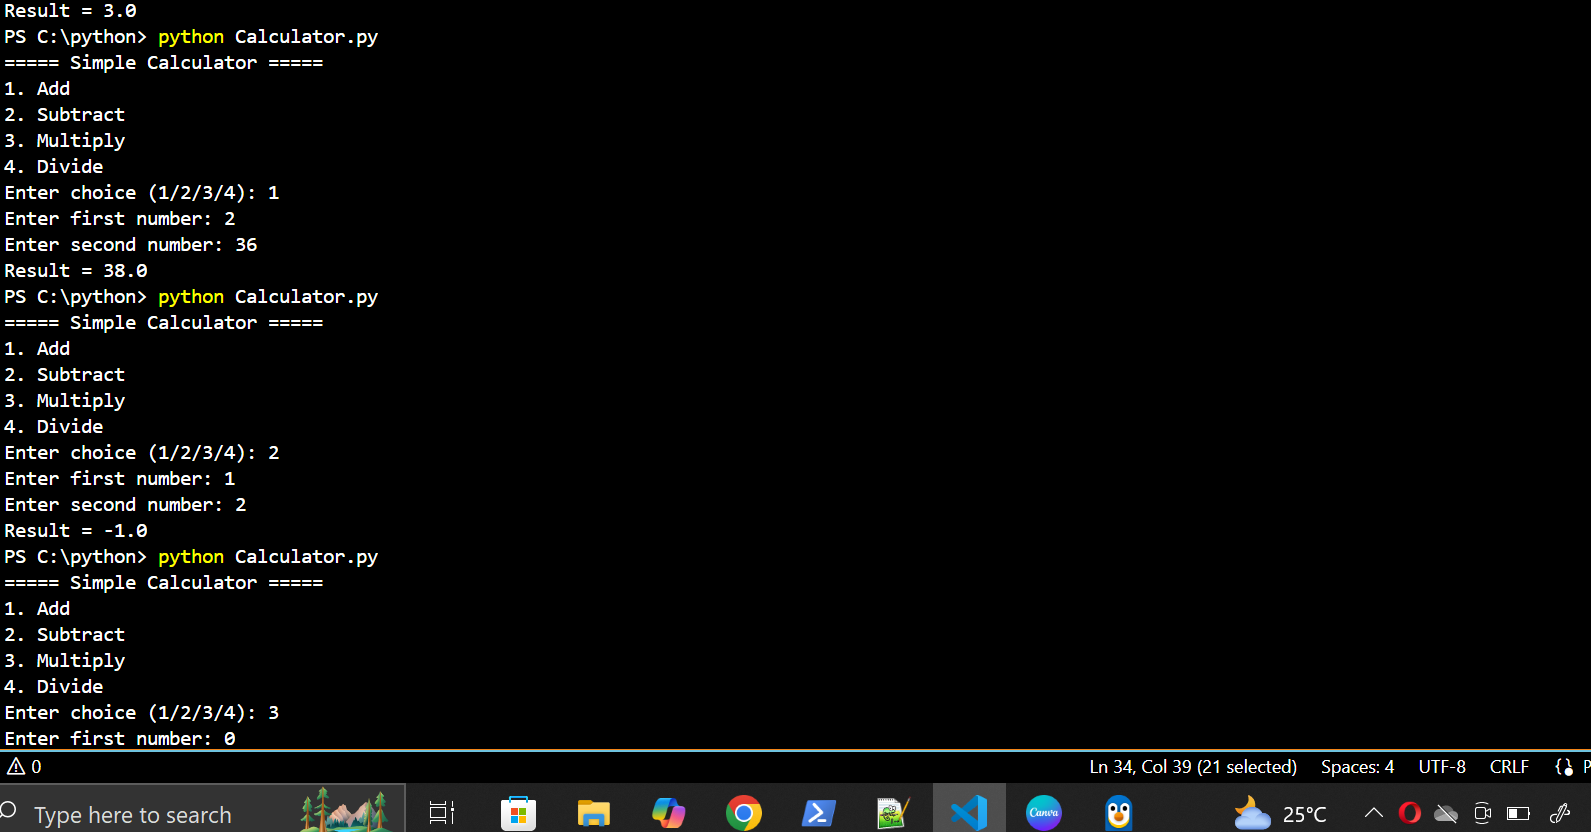 Result = 3.0
PS C:\python> python Calculator.py
===== Simple Calculator =====
1. Add
2. Subtract
3. Multiply
4. Divide
Enter choice (1/2/3/4): 1
Enter first number: 2
Enter second number: 36
Result = 38.0
PS C:\python> python Calculator.py
===== Simple Calculator =====
1. Add
2. Subtract
3. Multiply
4. Divide
Enter choice (1/2/3/4): 2
Enter first number: 1
Enter second number: 2
Result = -1.0
PS C:\python> python Calculator.py
===== Simple Calculator =====
1. Add
2. Subtract
3. Multiply
4. Divide
Enter choice (1/2/3/4): 3
Enter first number: 0
0 Ln 34, Col 39 (21 selected) Spaces: 4 UTF-8 CRLF {} P
Type here to search Canva 25°C